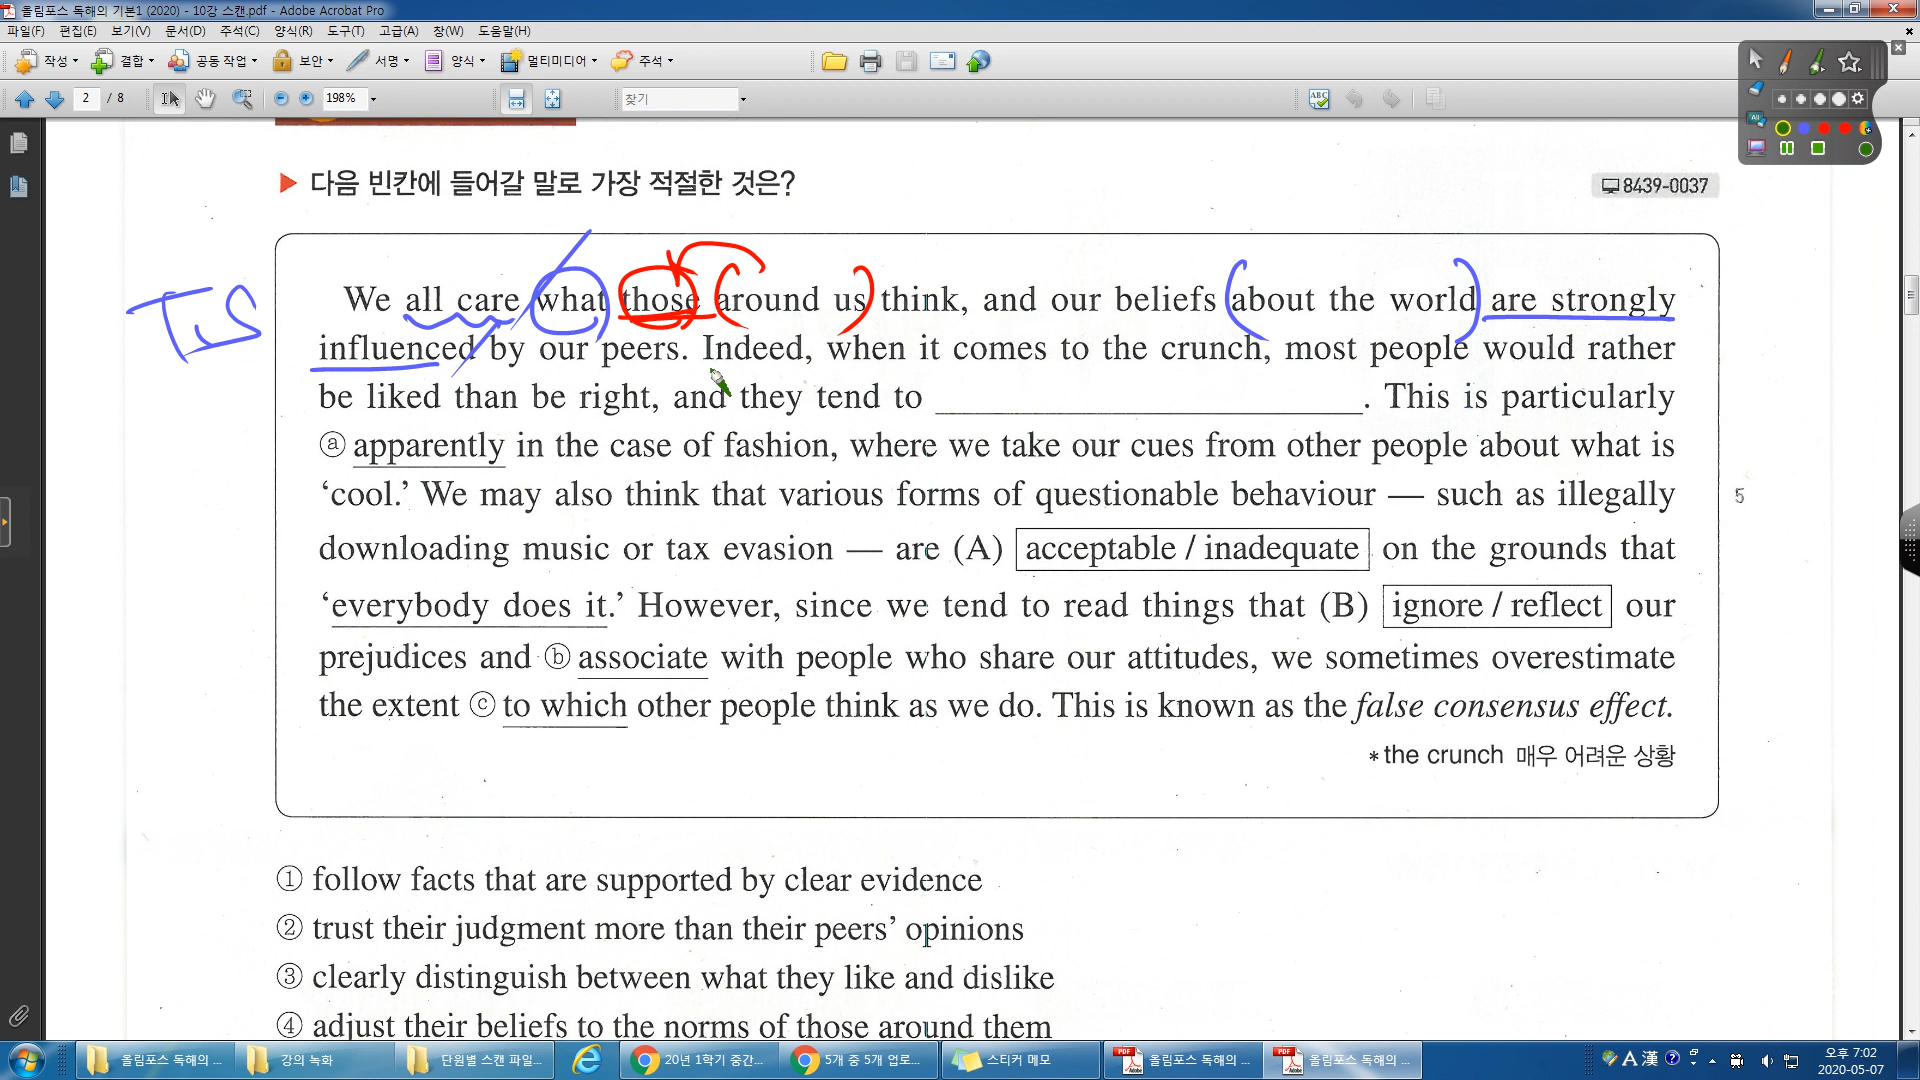 올림포스 독해의 기본1 (2020) - 10강 스캔.pdf - Adobe Acrobat Pro
파일(F) 편집(E) 보기(V) 문서(D) 주석(C) 양식(R) 도구(T) 고급(A) 창(W) 도움말(H)
작성 결합 공동 작업 보안 서명 양식 멀티미디어 주석
2 / 8 198% 찾기
▶ 다음 빈칸에 들어갈 말로 가장 적절한 것은?
8439-0037
T.S
We all care what those around us think, and our beliefs about the world are strongly
influenced by our peers. Indeed, when it comes to the crunch, most people would rather
be liked than be right, and they tend to ____________________. This is particularly
ⓐ apparently in the case of fashion, where we take our cues from other people about what is
‘cool.’ We may also think that various forms of questionable behaviour — such as illegally
5
downloading music or tax evasion — are (A) acceptable / inadequate on the grounds that
‘everybody does it.’ However, since we tend to read things that (B) ignore / reflect our
prejudices and ⓑ associate with people who share our attitudes, we sometimes overestimate
the extent ⓒ to which other people think as we do. This is known as the false consensus effect.
*the crunch 매우 어려운 상황
① follow facts that are supported by clear evidence
② trust their judgment more than their peers’ opinions
③ clearly distinguish between what they like and dislike
④ adjust their beliefs to the norms of those around them
올림포스 독해의 ... 강의 녹화 단원별 스캔 파일... 20년 1학기 중간... 5개 중 5개 업로... 스티커 메모 올림포스 독해의 ... 올림포스 독해의 ... A 漢 오후 7:02
2020-05-07